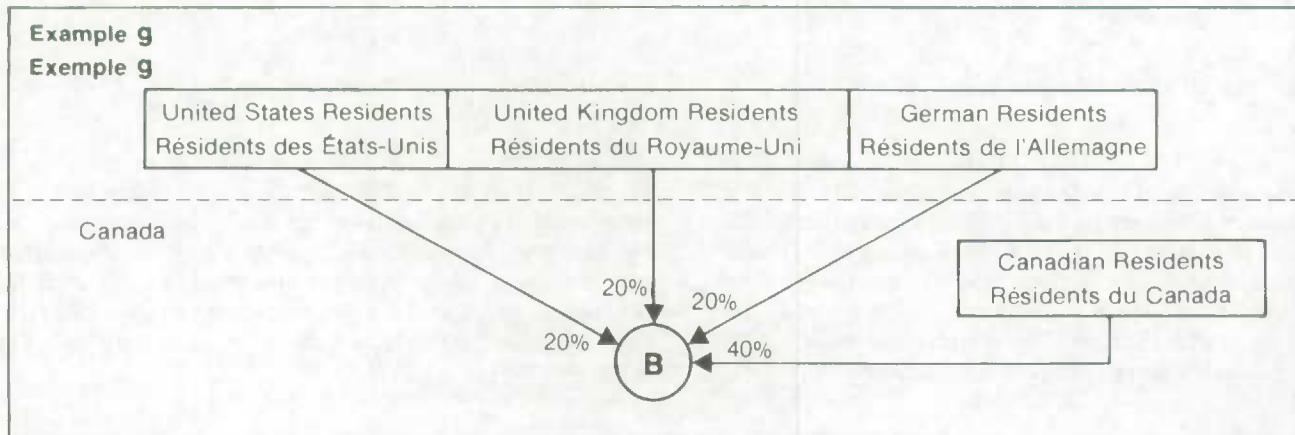 Example g
Exemple g
United States Residents
Résidents des États-Unis
United Kingdom Residents
Résidents du Royaume-Uni
German Residents
Résidents de l'Allemagne
Canada
Canadian Residents
Résidents du Canada
20%
20%
20%
40%
B